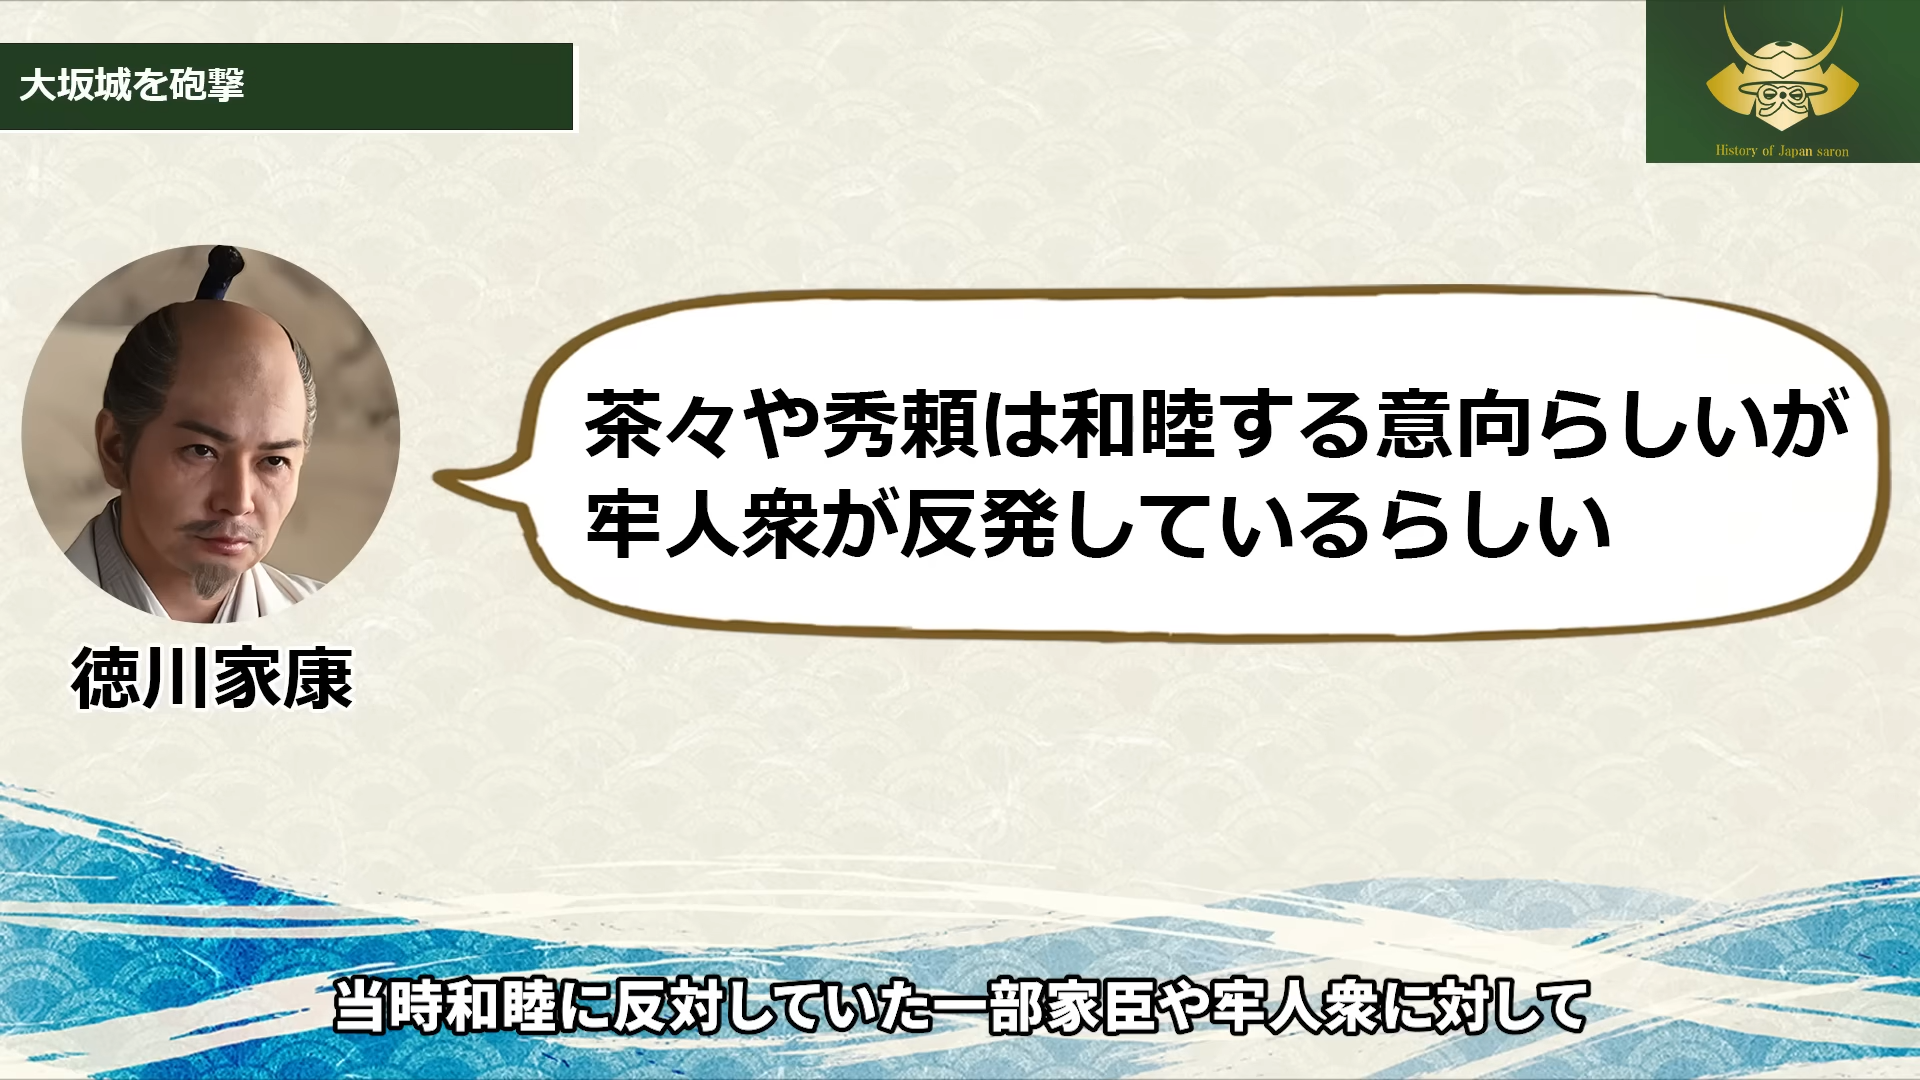 大坂城を砲撃
History of Japan saron
茶々や秀頼は和睦する意向らしいが
牢人衆が反発しているらしい
徳川家康
当時和睦に反対していた一部家臣や牢人衆に対して